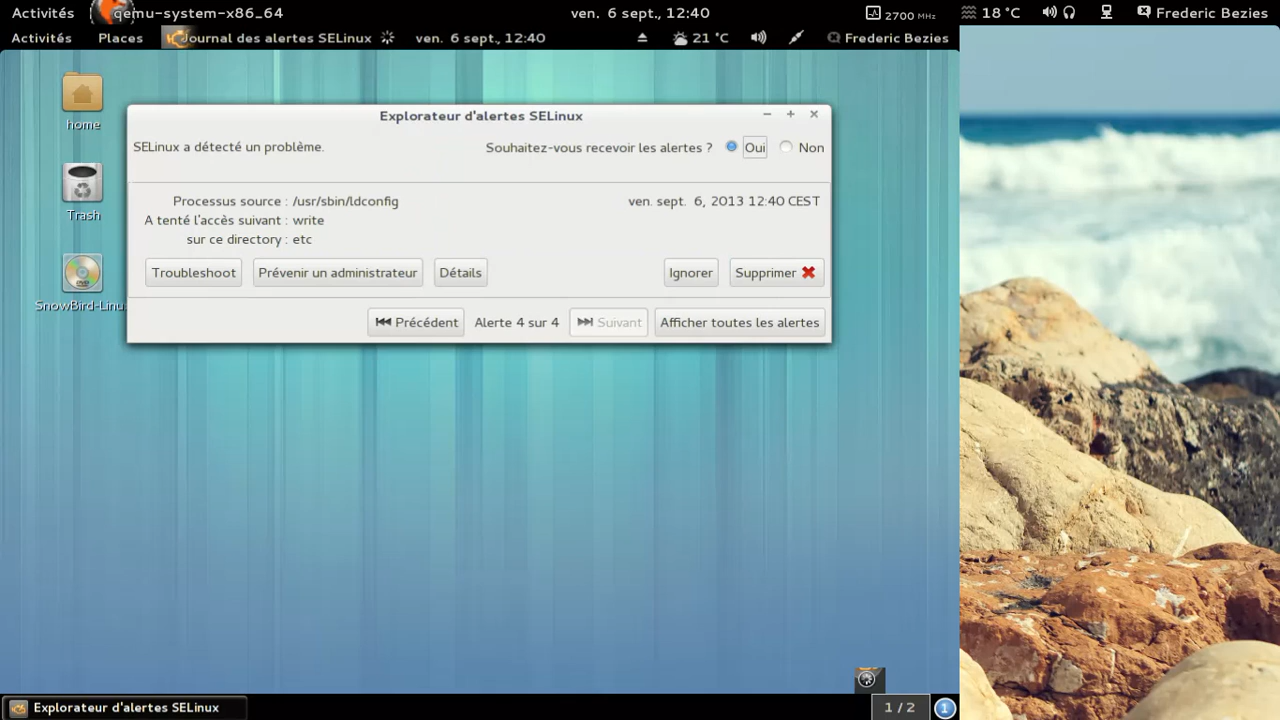 Activités qemu-system-x86_64 ven. 6 sept., 12:40 2700 MHz 18 °C Frederic Bezies
Activités Places Journal des alertes SELinux ven. 6 sept., 12:40 21 °C Frederic Bezies
home
Trash
SnowBird-Linu
Explorateur d'alertes SELinux
SELinux a détecté un problème. Souhaitez-vous recevoir les alertes ? Oui Non
Processus source : /usr/sbin/ldconfig ven. sept. 6, 2013 12:40 CEST
A tenté l'accès suivant : write
sur ce directory : etc
Troubleshoot Prévenir un administrateur Détails Ignorer Supprimer
Précédent Alerte 4 sur 4 Suivant Afficher toutes les alertes
Explorateur d'alertes SELinux 1 / 2 1